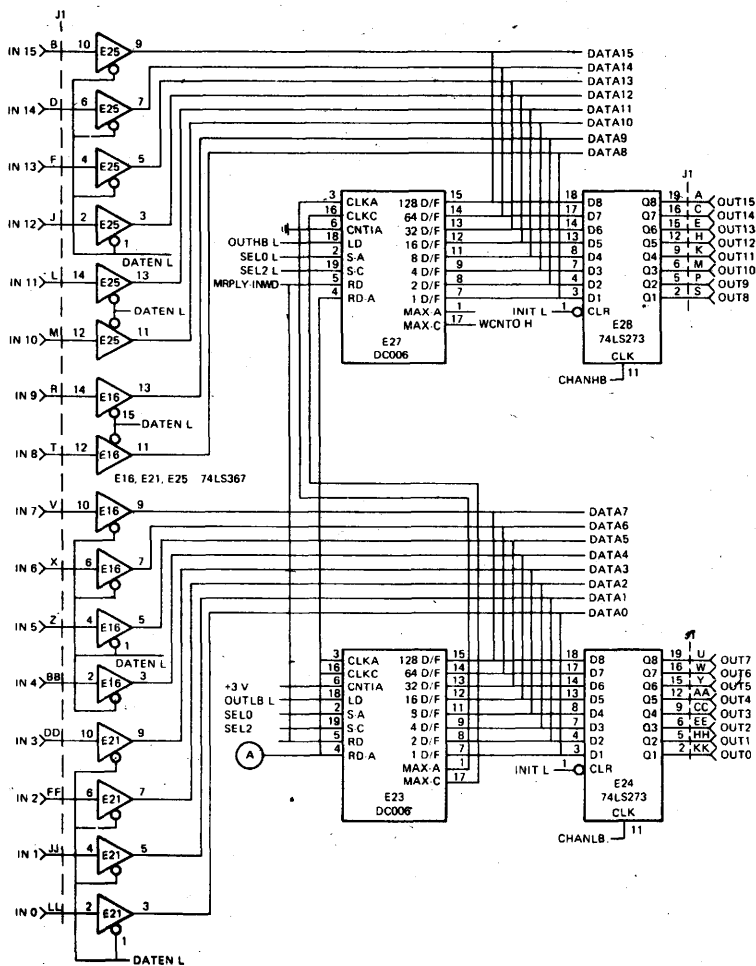 J1
IN 15 B 10 E25 9 DATA15
DATA14
IN 14 D 6 E25 7 DATA13
DATA12
DATA11
DATA10
IN 13 F 4 E25 5 DATA9
DATA8
IN 12 J 2 E25 3
1
DATEN L
IN 11 L 14 E25 13
DATEN L
IN 10 M 12 E25 11
IN 9 R 14 E16 13
15
DATEN L
IN 8 T 12 E16 11
E16, E21, E25 74LS367
3 CLKA 128 D/F 15
16 CLKC 64 D/F 14
6 CNTIA 32 D/F 13
OUTHB L 18 LD 16 D/F 12
SEL0 L 2 S-A 8 D/F 11
SEL2 L 19 S-C 4 D/F 9
MRPLY-INWD 5 RD 2 D/F 8
4 RD-A 1 D/F 7
MAX-A 1
MAX-C 17 WCNTO H
E27
DC006
J1
18 D8 Q8 19 A OUT15
17 D7 Q7 16 C OUT14
14 D6 Q6 15 E OUT13
13 D5 Q5 12 H OUT12
8 D4 Q4 9 K OUT11
7 D3 Q3 6 M OUT10
4 D2 Q2 5 P OUT9
3 D1 Q1 2 S OUT8
INIT L 1 CLR
E28
74LS273
CLK
11
CHANHB
IN 7 V 10 E16 9 DATA7
DATA6
DATA5
IN 6 X 6 E16 7 DATA4
DATA3
DATA2
IN 5 Z 4 E16 5 DATA1
DATA0
1
DATEN L
IN 4 BB 2 E16 3
IN 3 DD 10 E21 9
IN 2 FF 6 E21 7
IN 1 JJ 4 E21 5
IN 0 LL 2 E21 3
1
DATEN L
3 CLKA 128 D/F 15
16 CLKC 64 D/F 14
+3 V 6 CNTIA 32 D/F 13
OUTLB L 18 LD 16 D/F 12
SEL0 2 S-A 8 D/F 11
SEL2 19 S-C 4 D/F 9
5 RD 2 D/F 8
A 4 RD-A 1 D/F 7
MAX-A 1
MAX-C 17
E23
DC006
18 D8 Q8 19 U OUT7
17 D7 Q7 16 W OUT6
14 D6 Q6 15 Y OUT5
13 D5 Q5 12 AA OUT4
8 D4 Q4 9 CC OUT3
7 D3 Q3 6 EE OUT2
4 D2 Q2 5 HH OUT1
3 D1 Q1 2 KK OUT0
INIT L 1 CLR
E24
74LS273
CLK
11
CHANLB